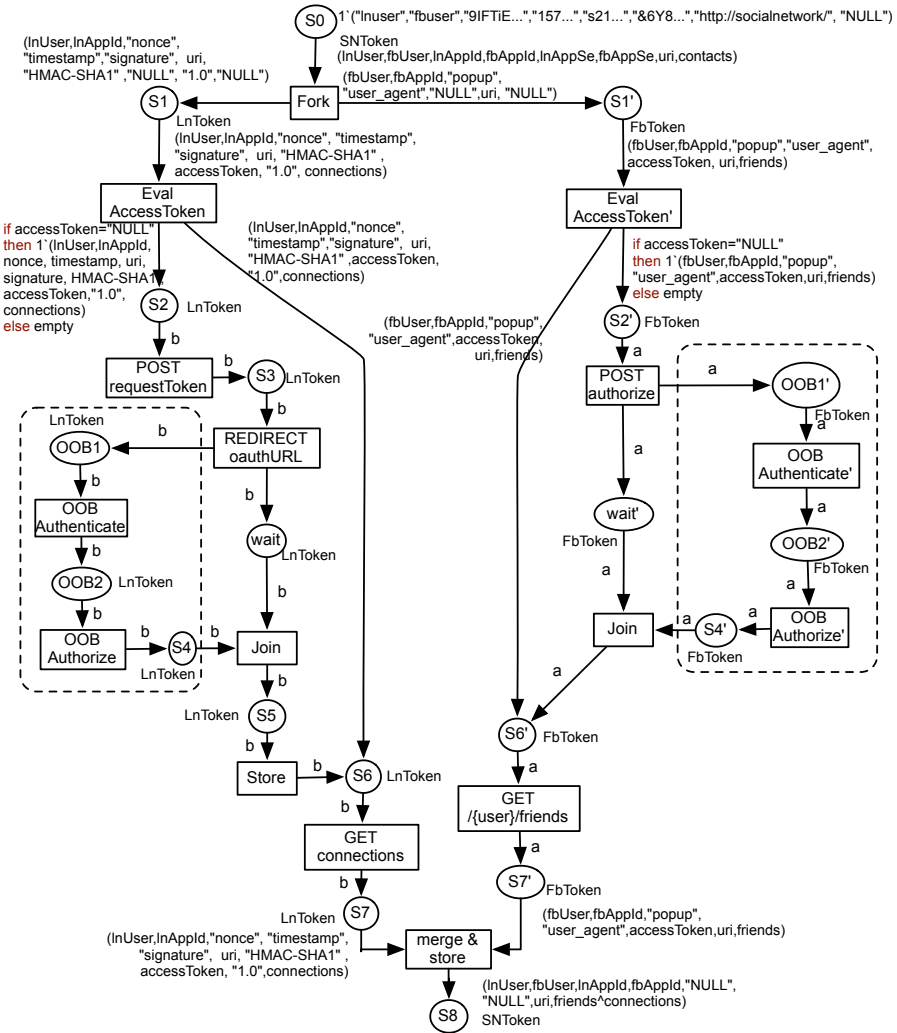 S0
1`("lnuser","fbuser","9IFTiE...","157...","s21...","&6Y8...","http://socialnetwork/", "NULL")
SNToken
(lnUser,fbUser,lnAppId,fbAppId,lnAppSe,fbAppSe,uri,contacts)
(lnUser,lnAppId,"nonce",
"timestamp","signature", uri,
"HMAC-SHA1" ,"NULL", "1.0","NULL")
(fbUser,fbAppId,"popup",
"user_agent","NULL",uri, "NULL")
S1
Fork
S1'
LnToken
(lnUser,lnAppId,"nonce", "timestamp",
"signature", uri, "HMAC-SHA1" ,
accessToken, "1.0", connections)
FbToken
(fbUser,fbAppId,"popup","user_agent",
accessToken, uri,friends)
Eval
AccessToken
Eval
AccessToken'
if accessToken="NULL"
then 1`(lnUser,lnAppId,
nonce, timestamp, uri,
signature, HMAC-SHA1,
accessToken,"1.0",
connections)
else empty
(lnUser,lnAppId,"nonce",
"timestamp","signature", uri,
"HMAC-SHA1" ,accessToken,
"1.0",connections)
if accessToken="NULL"
then 1`(fbUser,fbAppId,"popup",
"user_agent",accessToken,uri,friends)
else empty
(fbUser,fbAppId,"popup",
"user_agent",accessToken,
uri,friends)
S2
LnToken
S2'
FbToken
b
a
POST
requestToken
b
S3
LnToken
POST
authorize
a
OOB1'
FbToken
b
a
LnToken
OOB1
b
REDIRECT
oauthURL
a
OOB
Authenticate'
b
b
a
OOB
Authenticate
wait
LnToken
wait'
FbToken
OOB2'
FbToken
b
OOB2
LnToken
a
a
b
b
OOB
Authorize
b
S4
LnToken
b
Join
Join
a
S4'
FbToken
a
OOB
Authorize'
b
a
LnToken
S5
S6'
FbToken
b
a
Store
b
S6
LnToken
b
GET
/{user}/friends
GET
connections
a
b
S7'
FbToken
LnToken
S7
(lnUser,lnAppId,"nonce", "timestamp",
"signature", uri, "HMAC-SHA1" ,
accessToken, "1.0",connections)
(fbUser,fbAppId,"popup",
"user_agent",accessToken,uri,friends)
merge &
store
(lnUser,fbUser,lnAppId,fbAppId,"NULL",
"NULL",uri,friends^connections)
S8
SNToken